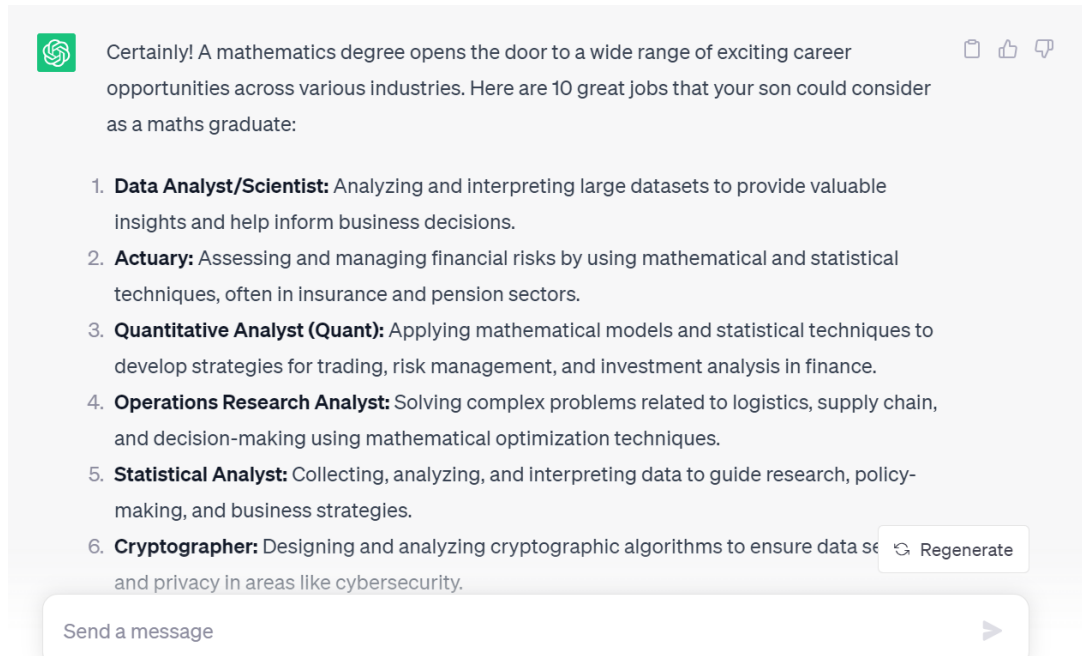 Certainly! A mathematics degree opens the door to a wide range of exciting career
opportunities across various industries. Here are 10 great jobs that your son could consider
as a maths graduate:
1. Data Analyst/Scientist: Analyzing and interpreting large datasets to provide valuable
insights and help inform business decisions.
2. Actuary: Assessing and managing financial risks by using mathematical and statistical
techniques, often in insurance and pension sectors.
3. Quantitative Analyst (Quant): Applying mathematical models and statistical techniques to
develop strategies for trading, risk management, and investment analysis in finance.
4. Operations Research Analyst: Solving complex problems related to logistics, supply chain,
and decision-making using mathematical optimization techniques.
5. Statistical Analyst: Collecting, analyzing, and interpreting data to guide research, policy-
making, and business strategies.
6. Cryptographer: Designing and analyzing cryptographic algorithms to ensure data
and privacy in areas like cybersecurity.
Regenerate
Send a message